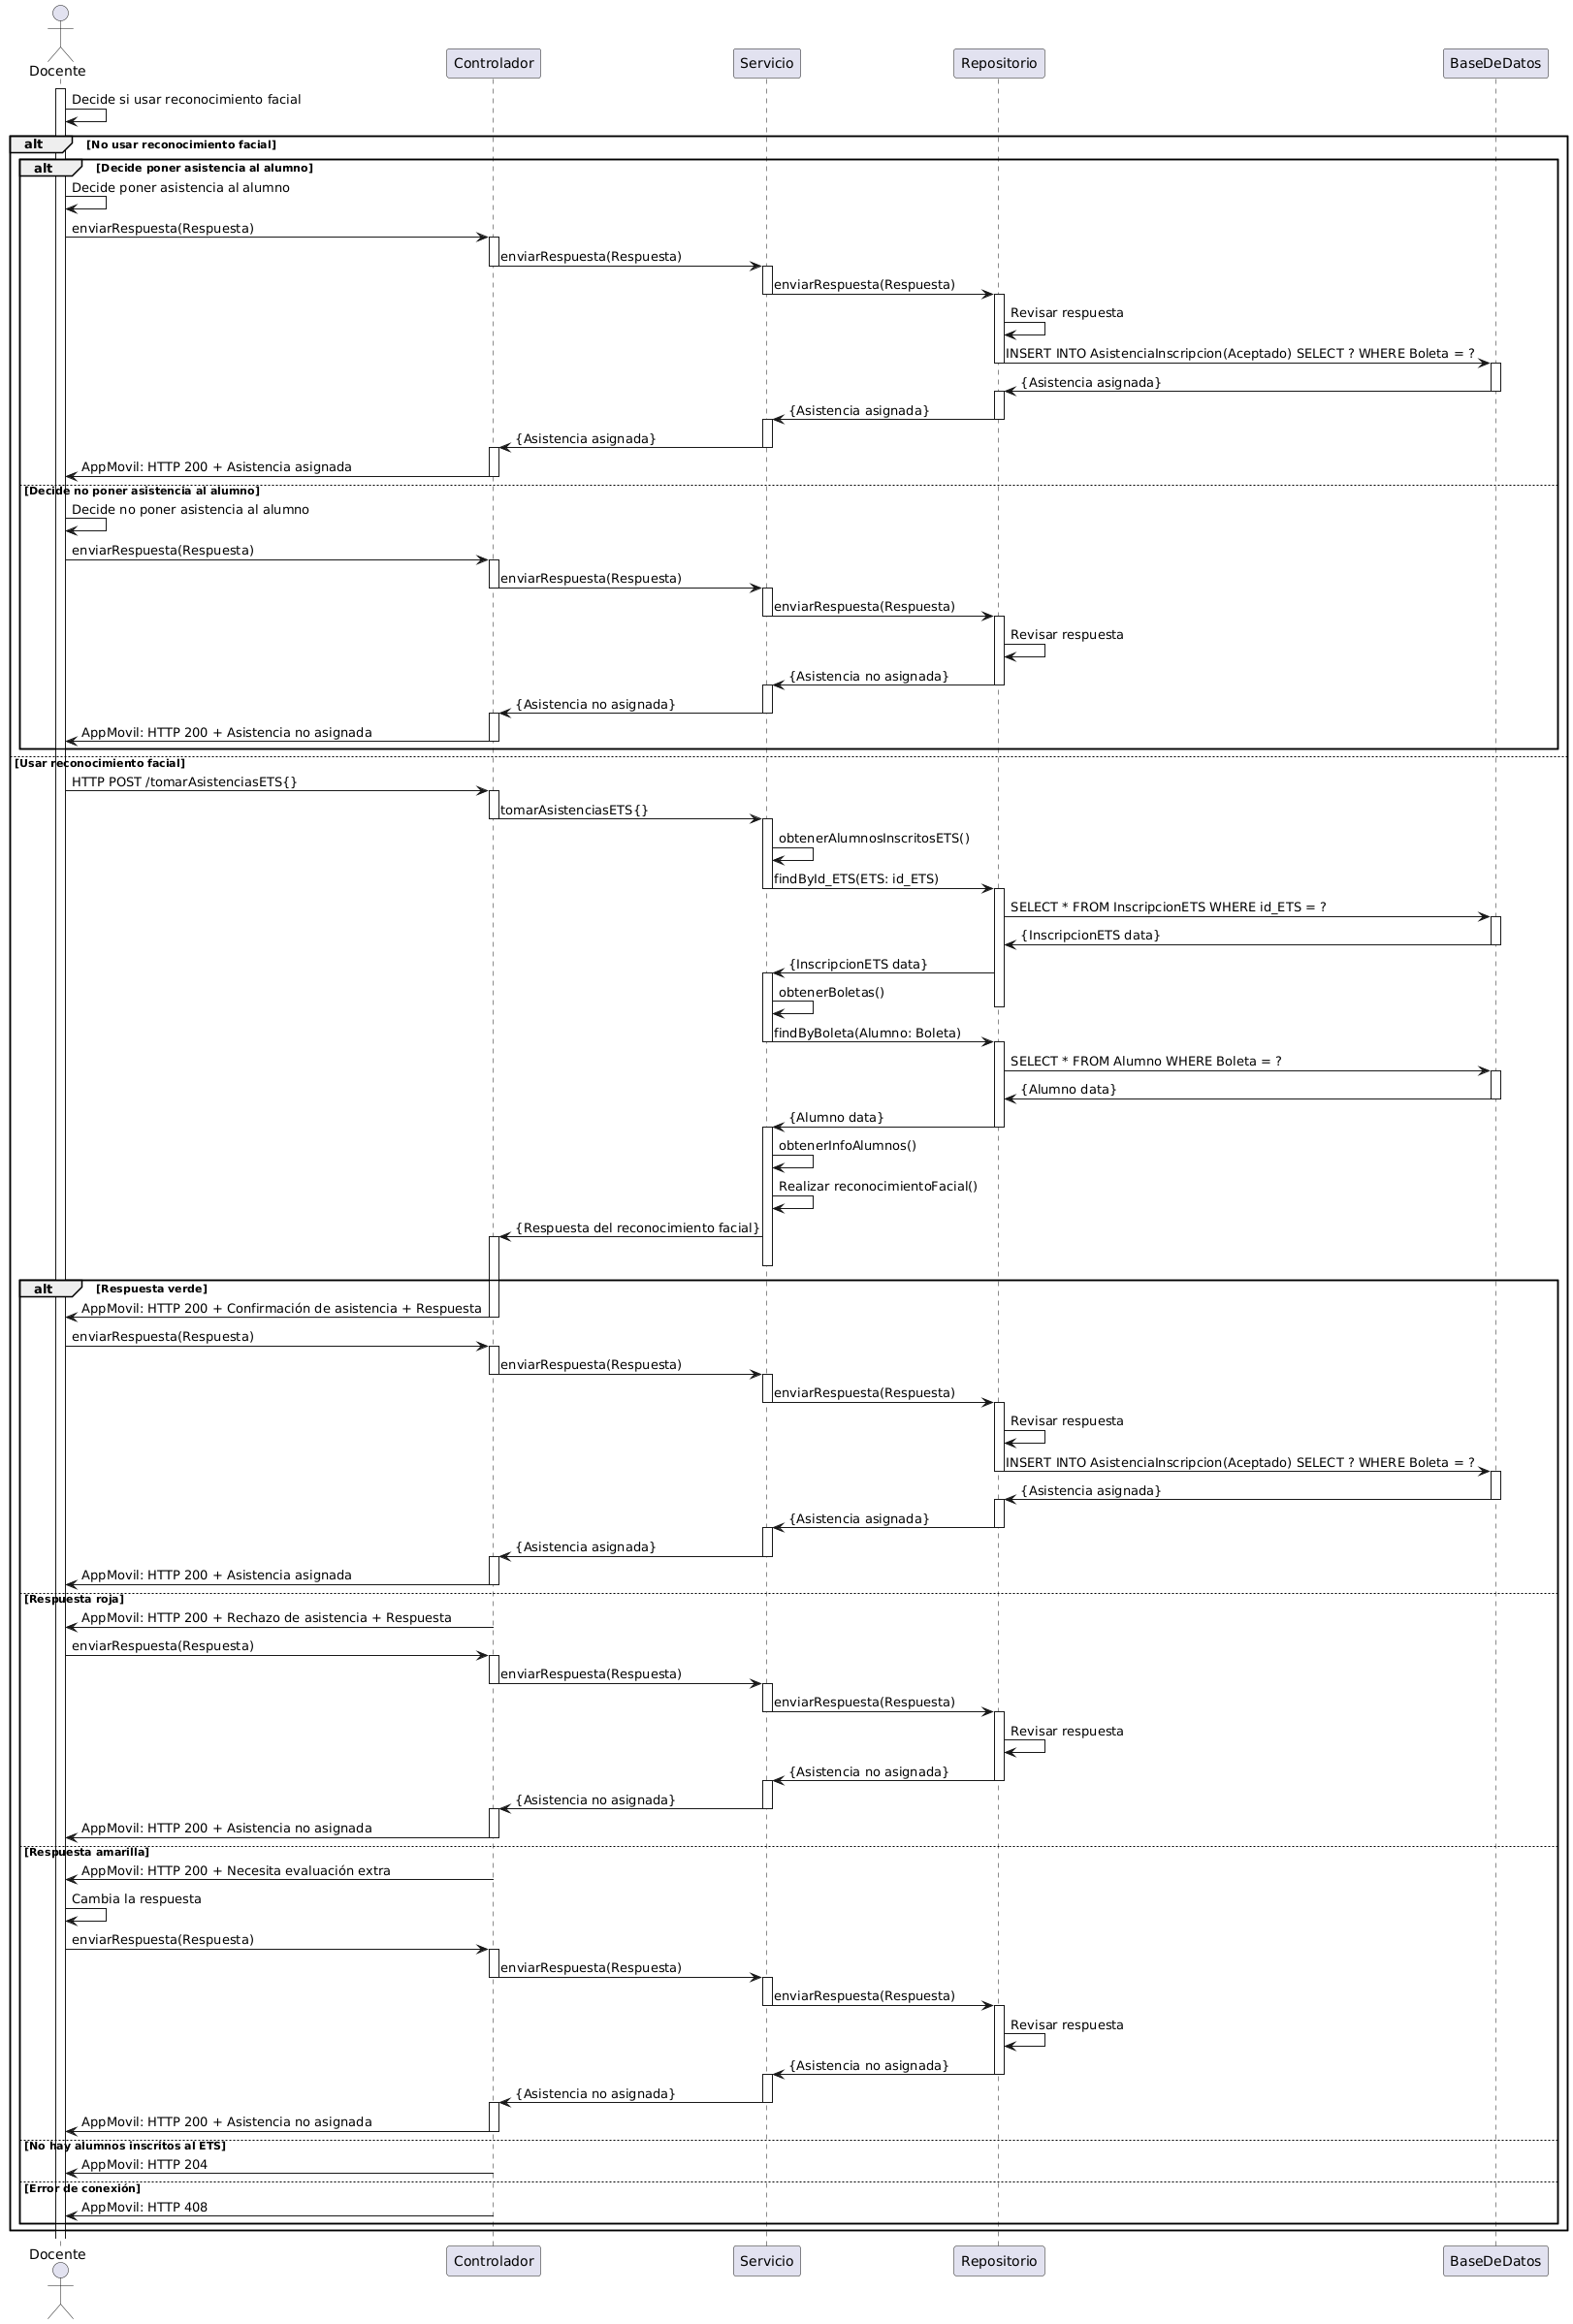 Docente
Controlador
Servicio
Repositorio
BaseDeDatos
Decide si usar reconocimiento facial
alt [No usar reconocimiento facial]
alt [Decide poner asistencia al alumno]
Decide poner asistencia al alumno
enviarRespuesta(Respuesta)
enviarRespuesta(Respuesta)
enviarRespuesta(Respuesta)
Revisar respuesta
INSERT INTO AsistenciaInscripcion(Aceptado) SELECT ? WHERE Boleta = ?
{Asistencia asignada}
{Asistencia asignada}
{Asistencia asignada}
AppMovil: HTTP 200 + Asistencia asignada
[Decide no poner asistencia al alumno]
Decide no poner asistencia al alumno
enviarRespuesta(Respuesta)
enviarRespuesta(Respuesta)
enviarRespuesta(Respuesta)
Revisar respuesta
{Asistencia no asignada}
{Asistencia no asignada}
AppMovil: HTTP 200 + Asistencia no asignada
[Usar reconocimiento facial]
HTTP POST /tomarAsistenciasETS{}
tomarAsistenciasETS{}
obtenerAlumnosInscritosETS()
findById_ETS(ETS: id_ETS)
SELECT * FROM InscripcionETS WHERE id_ETS = ?
{InscripcionETS data}
{InscripcionETS data}
obtenerBoletas()
findByBoleta(Alumno: Boleta)
SELECT * FROM Alumno WHERE Boleta = ?
{Alumno data}
{Alumno data}
obtenerInfoAlumnos()
Realizar reconocimientoFacial()
{Respuesta del reconocimiento facial}
alt [Respuesta verde]
AppMovil: HTTP 200 + Confirmación de asistencia + Respuesta
enviarRespuesta(Respuesta)
enviarRespuesta(Respuesta)
enviarRespuesta(Respuesta)
Revisar respuesta
INSERT INTO AsistenciaInscripcion(Aceptado) SELECT ? WHERE Boleta = ?
{Asistencia asignada}
{Asistencia asignada}
{Asistencia asignada}
AppMovil: HTTP 200 + Asistencia asignada
[Respuesta roja]
AppMovil: HTTP 200 + Rechazo de asistencia + Respuesta
enviarRespuesta(Respuesta)
enviarRespuesta(Respuesta)
enviarRespuesta(Respuesta)
Revisar respuesta
{Asistencia no asignada}
{Asistencia no asignada}
AppMovil: HTTP 200 + Asistencia no asignada
[Respuesta amarilla]
AppMovil: HTTP 200 + Necesita evaluación extra
Cambia la respuesta
enviarRespuesta(Respuesta)
enviarRespuesta(Respuesta)
enviarRespuesta(Respuesta)
Revisar respuesta
{Asistencia no asignada}
{Asistencia no asignada}
AppMovil: HTTP 200 + Asistencia no asignada
[No hay alumnos inscritos al ETS]
AppMovil: HTTP 204
[Error de conexión]
AppMovil: HTTP 408
Docente
Controlador
Servicio
Repositorio
BaseDeDatos